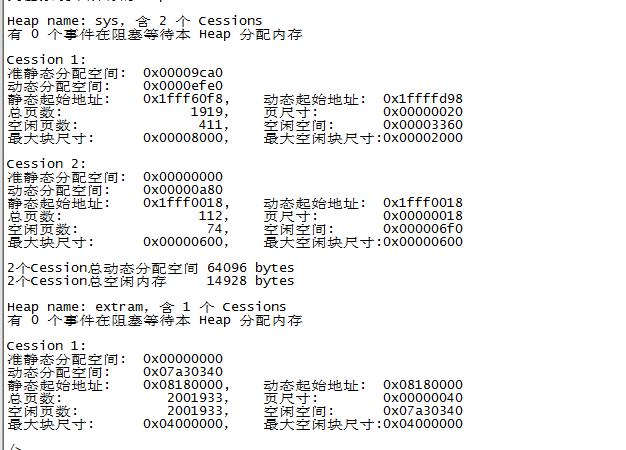 Heap name: sys，含 2 个 Cessions
有 0 个事件在阻塞等待本 Heap 分配内存
Cession 1:
准静态分配空间: 0x00009ca0
动态分配空间: 0x0000efe0
静态起始地址: 0x1fff60f8， 动态起始地址: 0x1ffffd98
总页数: 1919， 页尺寸: 0x00000020
空闲页数: 411， 空闲空间: 0x00003360
最大块尺寸: 0x00008000， 最大空闲块尺寸:0x00002000
Cession 2:
准静态分配空间: 0x00000000
动态分配空间: 0x00000a80
静态起始地址: 0x1fff0018， 动态起始地址: 0x1fff0018
总页数: 112， 页尺寸: 0x00000018
空闲页数: 74， 空闲空间: 0x000006f0
最大块尺寸: 0x00000600， 最大空闲块尺寸:0x00000600
2个Cession总动态分配空间 64096 bytes
2个Cession总空闲内存 14928 bytes
Heap name: extram，含 1 个 Cessions
有 0 个事件在阻塞等待本 Heap 分配内存
Cession 1:
准静态分配空间: 0x00000000
动态分配空间: 0x07a30340
静态起始地址: 0x08180000， 动态起始地址: 0x08180000
总页数: 2001933， 页尺寸: 0x00000040
空闲页数: 2001933， 空闲空间: 0x07a30340
最大块尺寸: 0x04000000， 最大空闲块尺寸:0x04000000